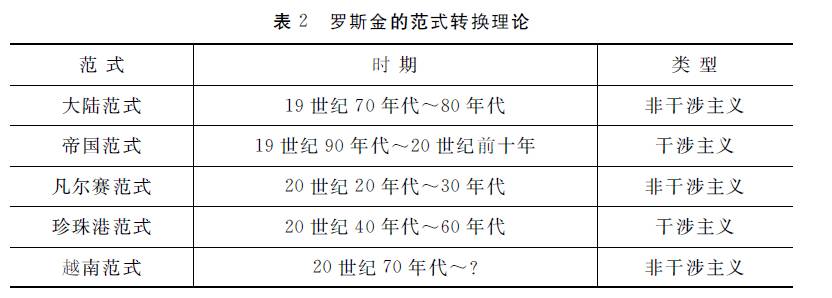 表 2 罗斯金的范式转换理论
范 式 时 期 类 型
大陆范式 19 世纪 70 年代～80 年代 非干涉主义
帝国范式 19 世纪 90 年代～20 世纪前十年 干涉主义
凡尔赛范式 20 世纪 20 年代～30 年代 非干涉主义
珍珠港范式 20 世纪 40 年代～60 年代 干涉主义
越南范式 20 世纪 70 年代～? 非干涉主义